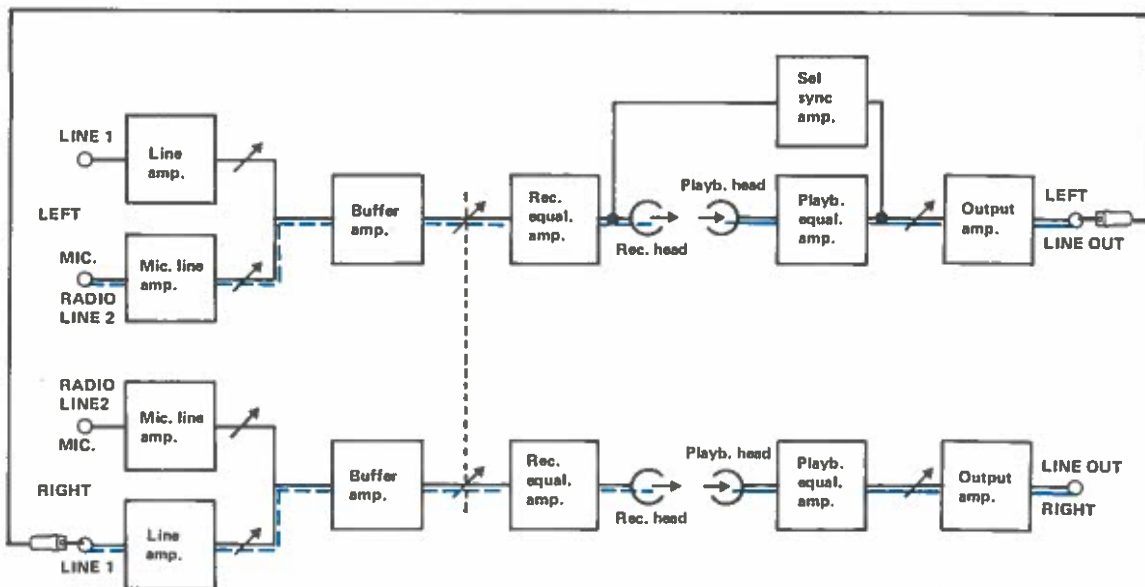 Sel
sync
amp.
LINE 1
Line
amp.
LEFT
MIC.
RADIO
LINE 2
Mic. line
amp.
Buffer
amp.
Rec.
equal.
amp.
Rec. head
Playb. head
Playb.
equal.
amp.
Output
amp.
LEFT
LINE OUT
RADIO
LINE2
MIC.
Mic. line
amp.
RIGHT
LINE 1
Line
amp.
Buffer
amp.
Rec.
equal.
amp.
Rec. head
Playb. head
Playb.
equal.
amp.
Output
amp.
LINE OUT
RIGHT